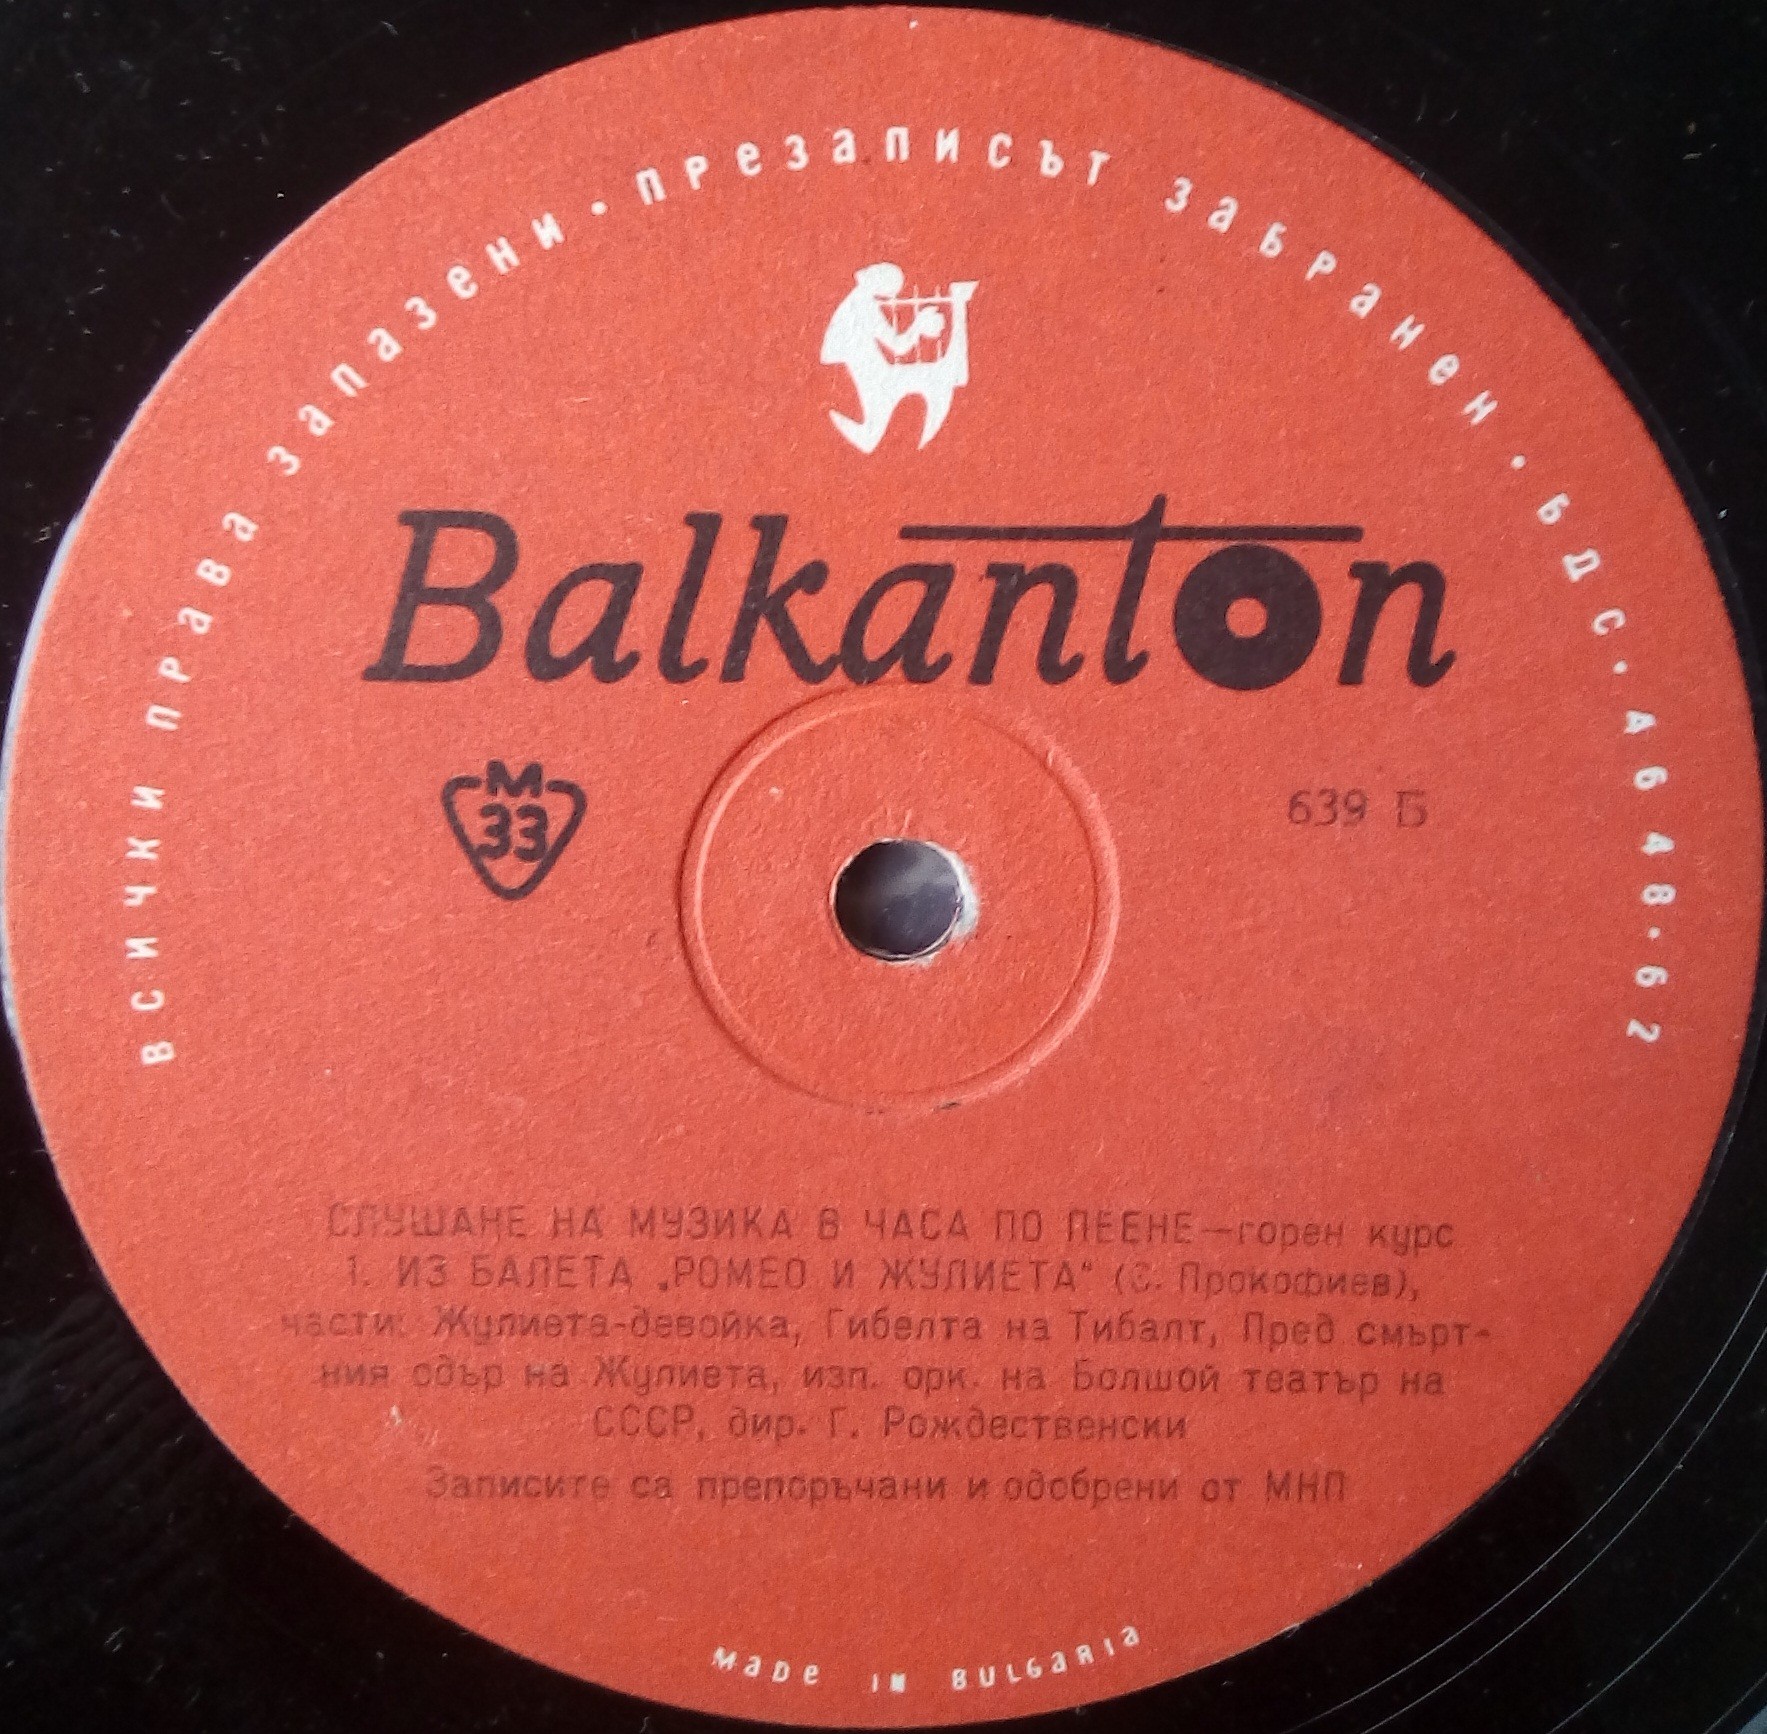 всички права запазени · презаписът забранен · БДС · 4648 · 62
Balkanton
М
33
639 Б
СЛУШАНЕ НА МУЗИКА В ЧАСА ПО ПЕЕНЕ—горен курс
1. ИЗ БАЛЕТА „РОМЕО И ЖУЛИЕТА“ (С. Прокофиев),
части: Жулиета-девойка, Гибелта на Тибалт, Пред смърт-
ния одър на Жулиета, изп. орк. на Болшой театър на
СССР, дир. Г. Рождественски
Записите са препоръчани и одобрени от МНП
MADE IN BULGARIA